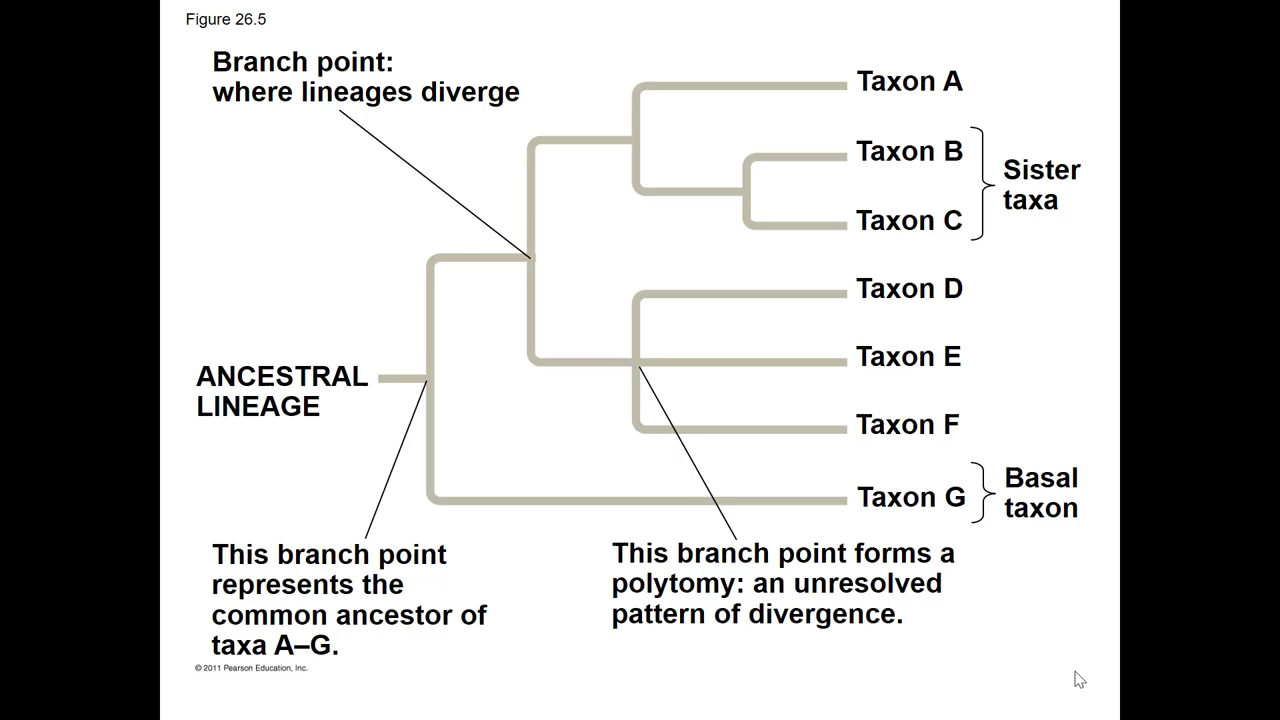 Figure 26.5
Branch point:
where lineages diverge
Taxon A
Taxon B
Taxon C
Sister
taxa
Taxon D
Taxon E
Taxon F
Taxon G
Basal
taxon
ANCESTRAL
LINEAGE
This branch point
represents the
common ancestor of
taxa A–G.
This branch point forms a
polytomy: an unresolved
pattern of divergence.
© 2011 Pearson Education, Inc.